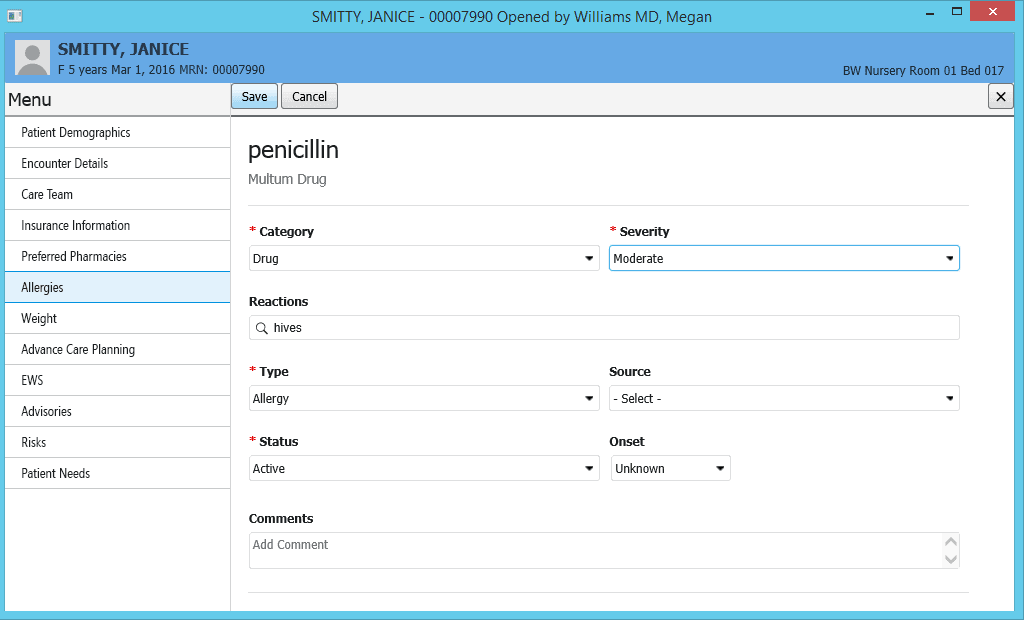 SMITTY, JANICE - 00007990 Opened by Williams MD, Megan
SMITTY, JANICE
F 5 years Mar 1, 2016 MRN: 00007990
BW Nursery Room 01 Bed 017
Menu
Save Cancel
Patient Demographics
Encounter Details
Care Team
Insurance Information
Preferred Pharmacies
Allergies
Weight
Advance Care Planning
EWS
Advisories
Risks
Patient Needs
penicillin
Multum Drug
* Category
Drug
* Severity
Moderate
Reactions
hives
* Type
Allergy
Source
- Select -
* Status
Active
Onset
Unknown
Comments
Add Comment